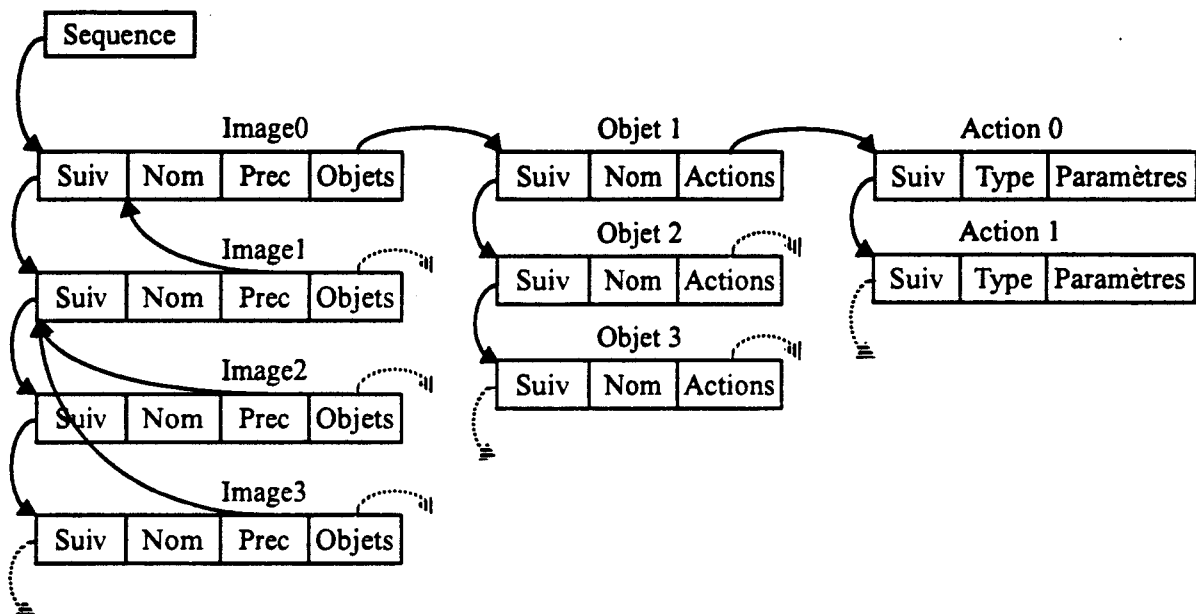 Sequence
Image0 Objet 1 Action 0
Suiv Nom Prec Objets Suiv Nom Actions Suiv Type Paramètres
Image1 Objet 2 Action 1
Suiv Nom Prec Objets Suiv Nom Actions Suiv Type Paramètres
Image2 Objet 3
Suiv Nom Prec Objets Suiv Nom Actions
Image3
Suiv Nom Prec Objets